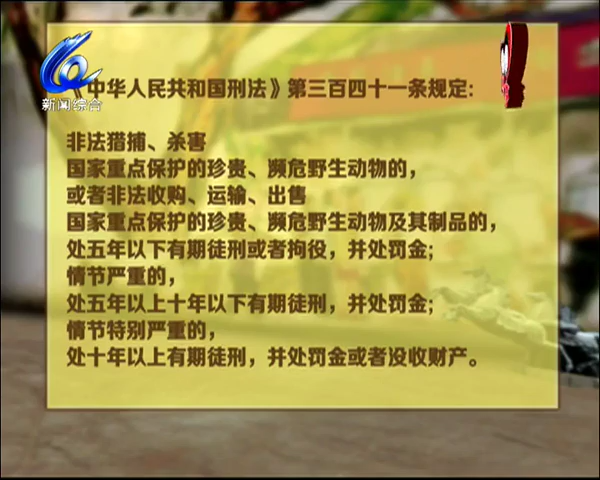 《中华人民共和国刑法》第三百四十一条规定:
新闻综合
非法猎捕、杀害
国家重点保护的珍贵、濒危野生动物的,
或者非法收购、运输、出售
国家重点保护的珍贵、濒危野生动物及其制品的,
处五年以下有期徒刑或者拘役，并处罚金;
情节严重的,
处五年以上十年以下有期徒刑，并处罚金;
情节特别严重的,
处十年以上有期徒刑，并处罚金或者没收财产。